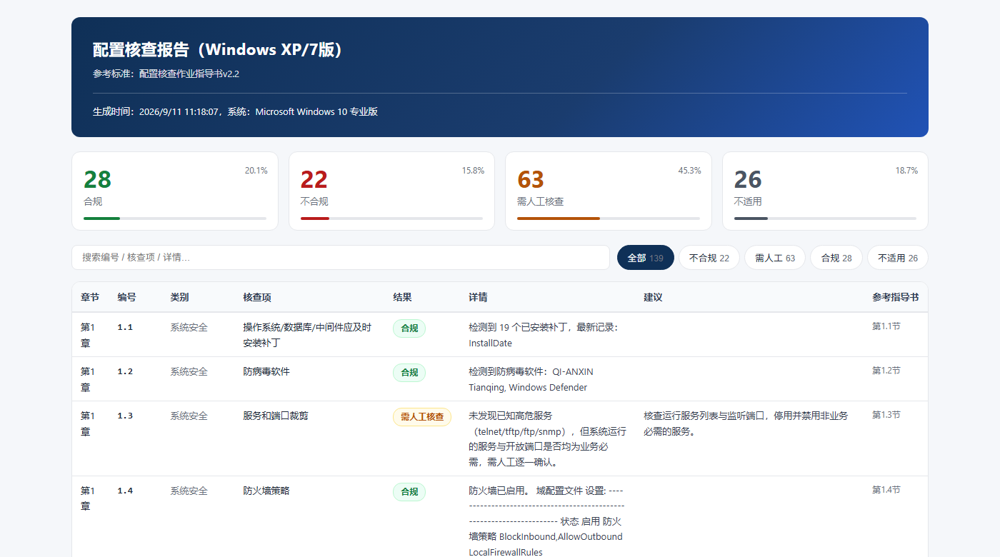 配置核查报告（Windows XP/7版）
参考标准：配置核查作业指导书v2.2
生成时间：2026/9/11 11:18:07，系统：Microsoft Windows 10 专业版
28
20.1%
合规
22
15.8%
不合规
63
45.3%
需人工核查
26
18.7%
不适用
搜索编号 / 核查项 / 详情…
全部 139
不合规 22
需人工 63
合规 28
不适用 26
章节 编号 类别 核查项 结果 详情 建议 参考指导书
第1
章
1.1
系统安全
操作系统/数据库/中间件应及时
安装补丁
合规
检测到 19 个已安装补丁，最新记录：
InstallDate
第1.1节
第1
章
1.2
系统安全
防病毒软件
合规
检测到防病毒软件：QI-ANXIN
Tianqing, Windows Defender
第1.2节
第1
章
1.3
系统安全
服务和端口裁剪
需人工核查
未发现已知高危服务
（telnet/tftp/ftp/snmp），但系统运行
的服务与开放端口是否均为业务必
需，需人工逐一确认。
核查运行服务列表与监听端口，停用并禁用非业务
必需的服务。
第1.3节
第1
章
1.4
系统安全
防火墙策略
合规
防火墙已启用。 域配置文件 设置: ----
------------------------------------------
------------------------ 状态 启用 防火
墙策略 BlockInbound,AllowOutbound
LocalFirewallRules
第1.4节